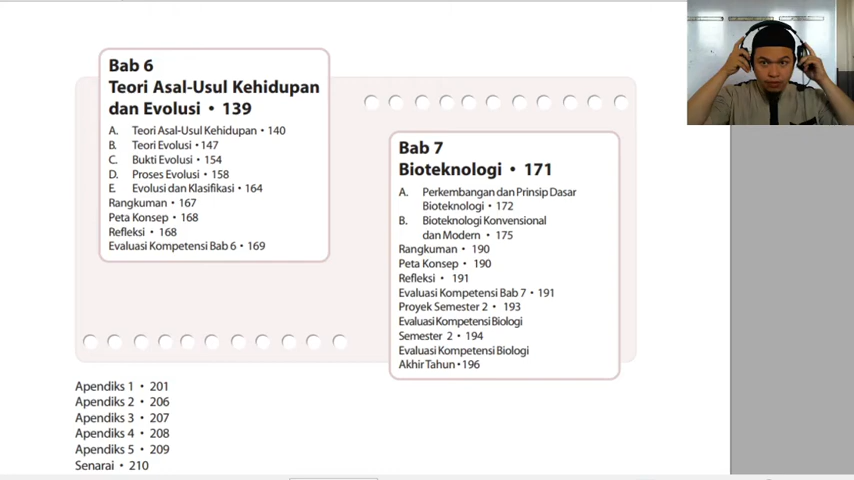 Bab 6
Teori Asal-Usul Kehidupan
dan Evolusi • 139
A. Teori Asal-Usul Kehidupan • 140
B. Teori Evolusi • 147
C. Bukti Evolusi • 154
D. Proses Evolusi • 158
E. Evolusi dan Klasifikasi • 164
Rangkuman • 167
Peta Konsep • 168
Refleksi • 168
Evaluasi Kompetensi Bab 6 • 169
Bab 7
Bioteknologi • 171
A. Perkembangan dan Prinsip Dasar
Bioteknologi • 172
B. Bioteknologi Konvensional
dan Modern • 175
Rangkuman • 190
Peta Konsep • 190
Refleksi • 191
Evaluasi Kompetensi Bab 7 • 191
Proyek Semester 2 • 193
Evaluasi Kompetensi Biologi
Semester 2 • 194
Evaluasi Kompetensi Biologi
Akhir Tahun • 196
Apendiks 1 • 201
Apendiks 2 • 206
Apendiks 3 • 207
Apendiks 4 • 208
Apendiks 5 • 209
Senarai • 210